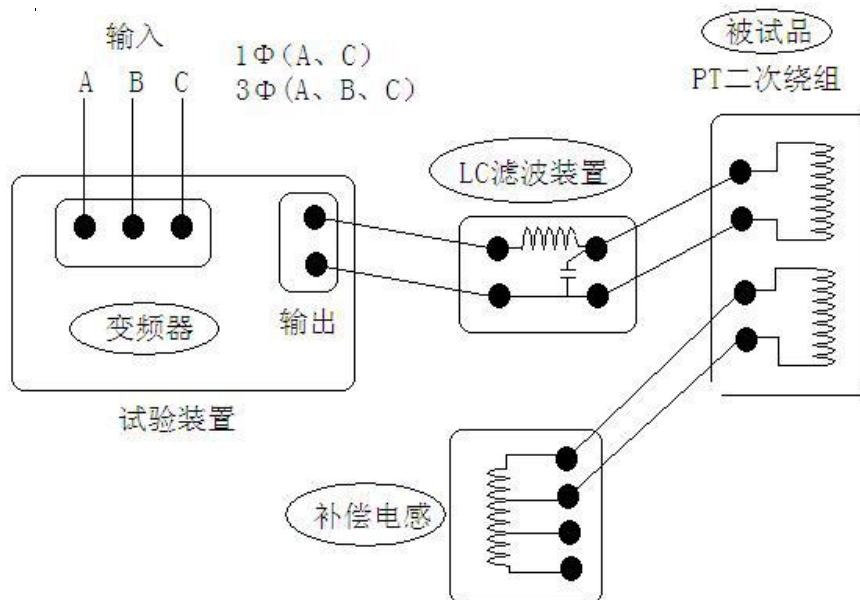 输入
A B C
1Φ(A、C)
3Φ(A、B、C)
被试品
PT二次绕组
LC滤波装置
变频器
输出
试验装置
补偿电感